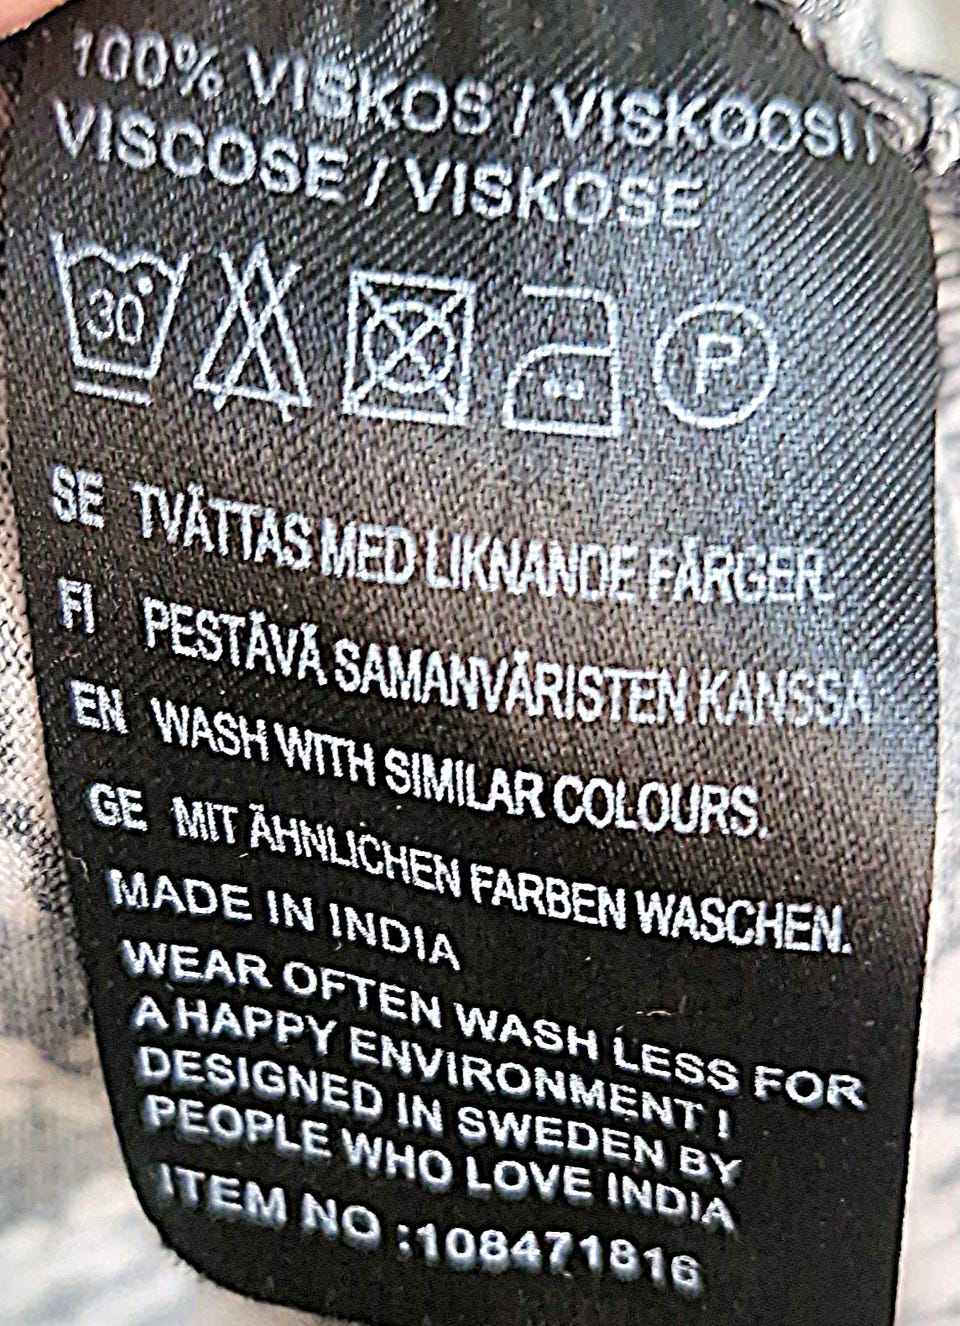 100% VISKOS / VISKOOSI
VISCOSE / VISKOSE
30° P
SE TVÄTTAS MED LIKNANDE FÄRGER.
FI PESTÄVÄ SAMANVÄRISTEN KANSSA
EN WASH WITH SIMILAR COLOURS.
GE MIT ÄHNLICHEN FARBEN WASCHEN.
MADE IN INDIA
WEAR OFTEN WASH LESS FOR
A HAPPY ENVIRONMENT !
DESIGNED IN SWEDEN BY
PEOPLE WHO LOVE INDIA
ITEM NO :108471816